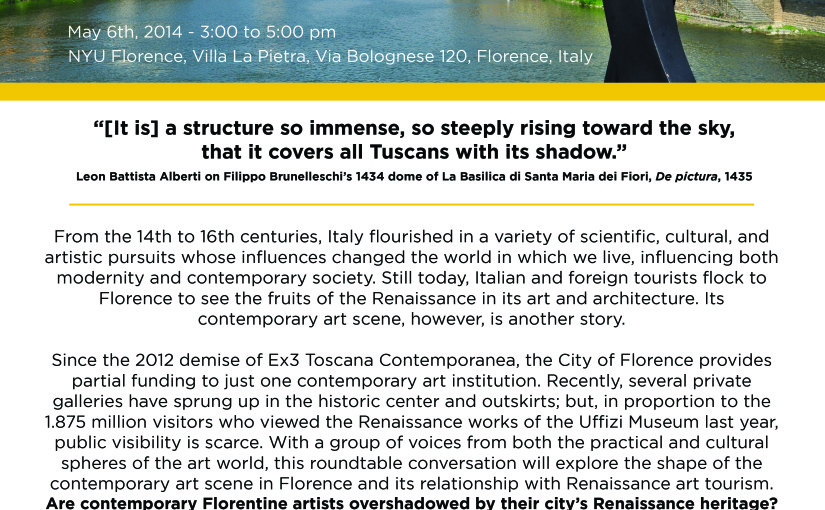 May 6th, 2014 - 3:00 to 5:00 pm
NYU Florence, Villa La Pietra, Via Bolognese 120, Florence, Italy
“[It is] a structure so immense, so steeply rising toward the sky,
that it covers all Tuscans with its shadow.”
Leon Battista Alberti on Filippo Brunelleschi’s 1434 dome of La Basilica di Santa Maria dei Fiori, De pictura, 1435
From the 14th to 16th centuries, Italy flourished in a variety of scientific, cultural, and
artistic pursuits whose influences changed the world in which we live, influencing both
modernity and contemporary society. Still today, Italian and foreign tourists flock to
Florence to see the fruits of the Renaissance in its art and architecture. Its
contemporary art scene, however, is another story.
Since the 2012 demise of Ex3 Toscana Contemporanea, the City of Florence provides
partial funding to just one contemporary art institution. Recently, several private
galleries have sprung up in the historic center and outskirts; but, in proportion to the
1.875 million visitors who viewed the Renaissance works of the Uffizi Museum last year,
public visibility is scarce. With a group of voices from both the practical and cultural
spheres of the art world, this roundtable conversation will explore the shape of the
contemporary art scene in Florence and its relationship with Renaissance art tourism.
Are contemporary Florentine artists overshadowed by their city’s Renaissance heritage?